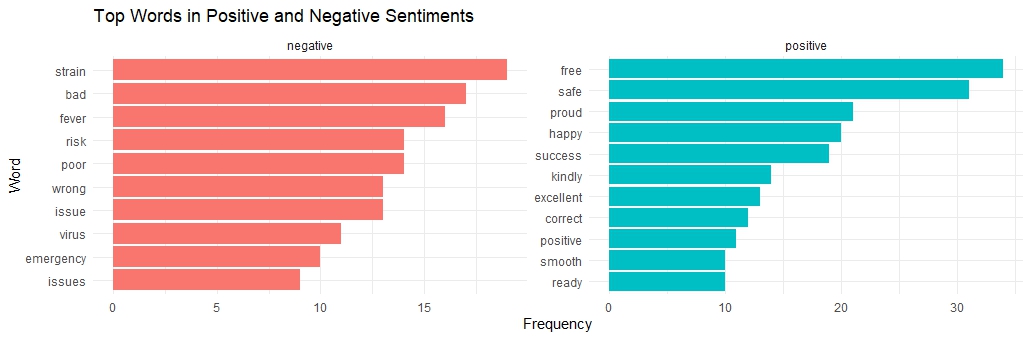 Top Words in Positive and Negative Sentiments
negative
positive
Word
strain
bad
fever
risk
poor
wrong
issue
virus
emergency
issues
0 5 10 15
free
safe
proud
happy
success
kindly
excellent
correct
positive
smooth
ready
0 10 20 30
Frequency